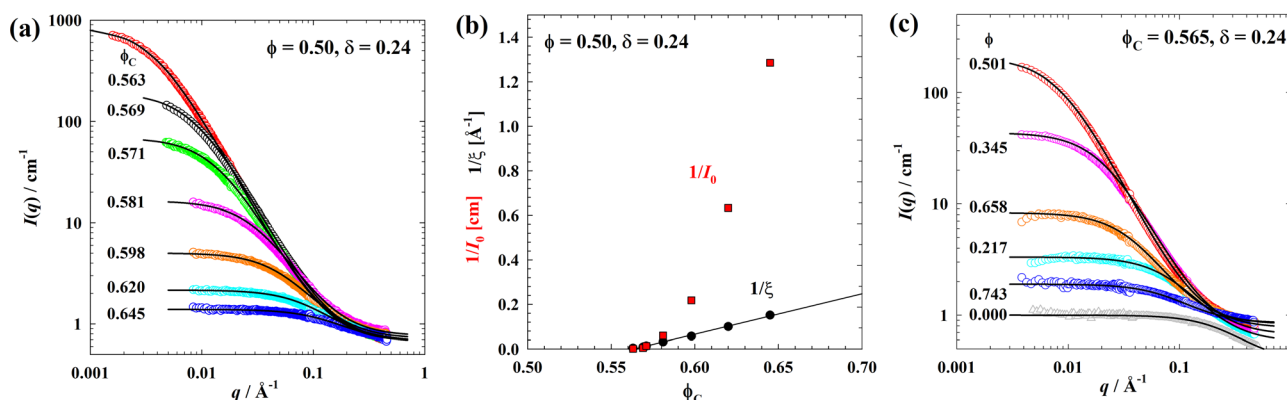 (a)
ϕ = 0.50, δ = 0.24
ϕC
0.563
0.569
0.571
0.581
0.598
0.620
0.645
1000
100
10
1
I(q) / cm-1
0.001
0.01
0.1
1
q / Å-1
(b)
ϕ = 0.50, δ = 0.24
1/I0
1/ξ
1.4
1.2
1.0
0.8
0.6
0.4
0.2
0.0
1/I0 [cm] 1/ξ [Å-1]
0.50
0.55
0.60
0.65
0.70
ϕC
(c)
ϕ
ϕC = 0.565, δ = 0.24
0.501
0.345
0.658
0.217
0.743
0.000
100
10
1
I(q) / cm-1
0.01
0.1
q / Å-1